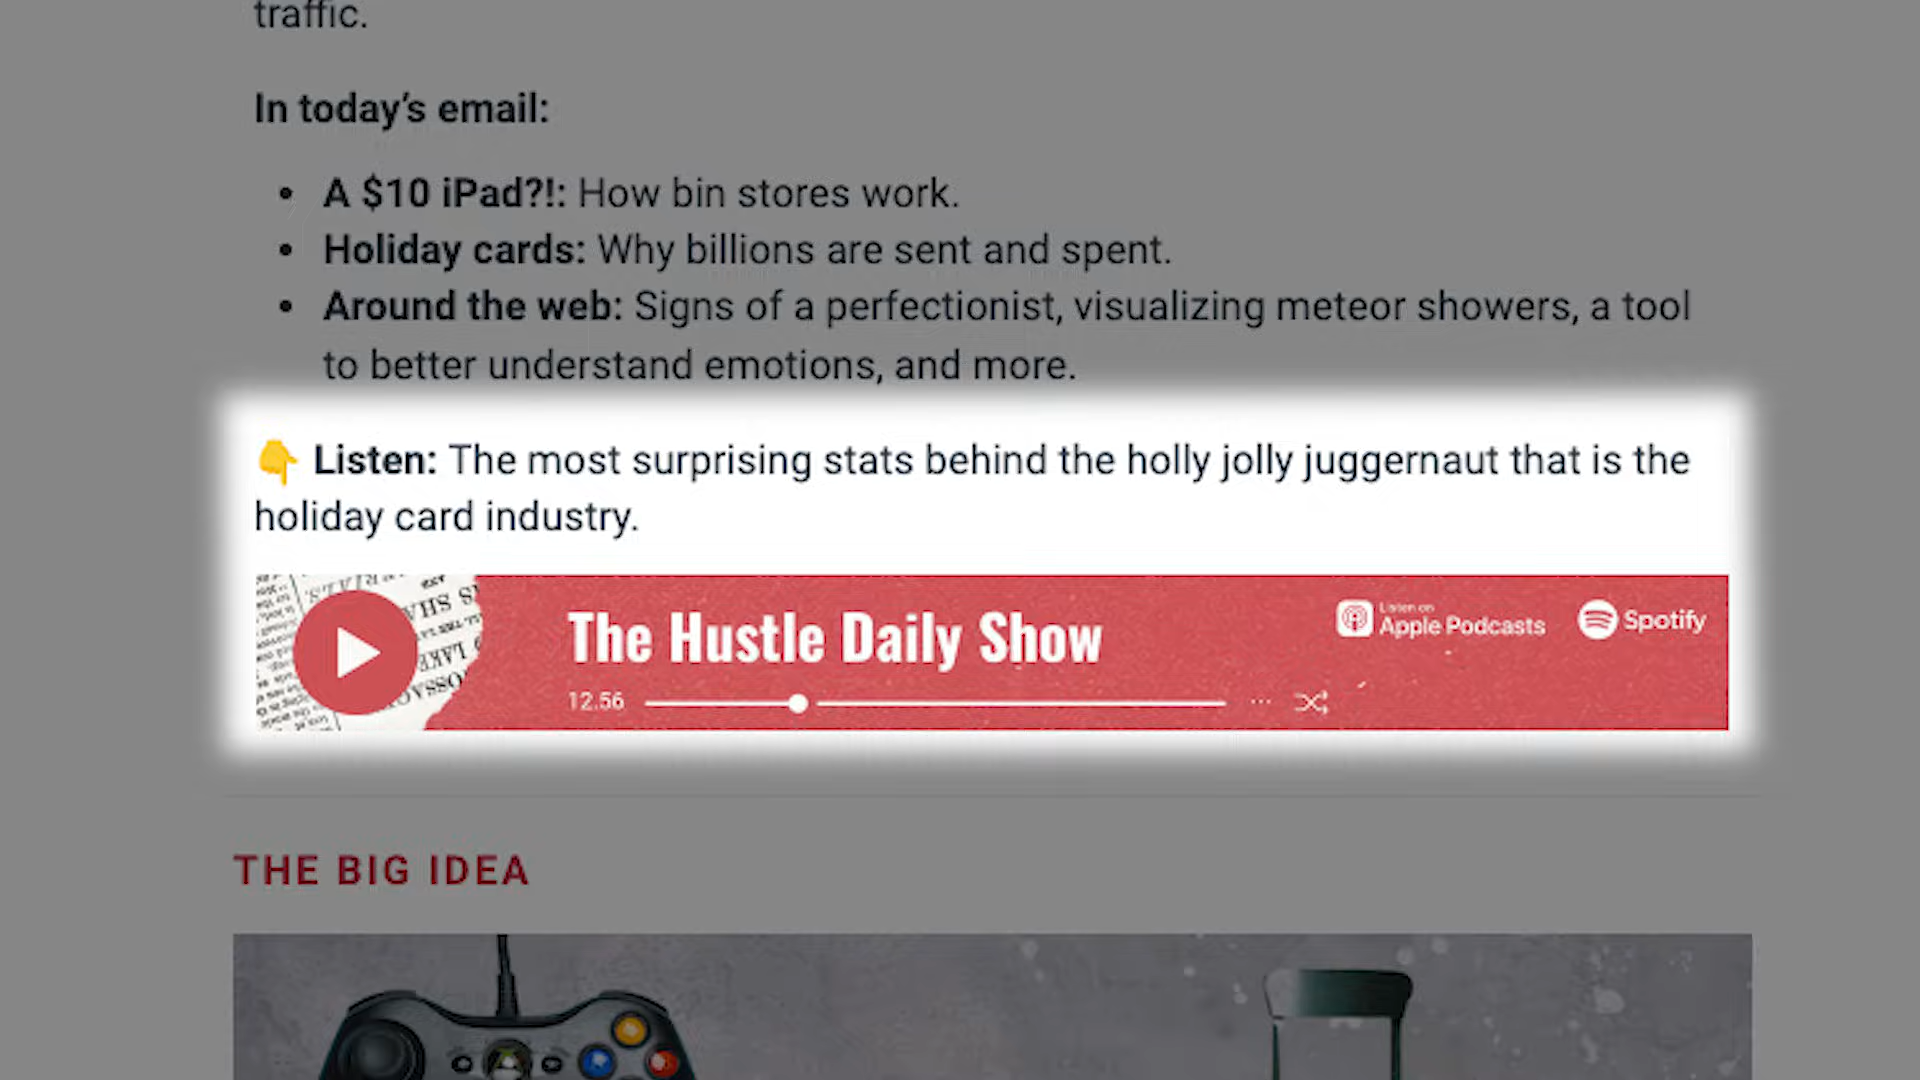 traffic.
In today’s email:
• A $10 iPad?!: How bin stores work.
• Holiday cards: Why billions are sent and spent.
• Around the web: Signs of a perfectionist, visualizing meteor showers, a tool
to better understand emotions, and more.
👇 Listen: The most surprising stats behind the holly jolly juggernaut that is the
holiday card industry.
The Hustle Daily Show
Listen on
Apple Podcasts
Spotify
12.56
THE BIG IDEA